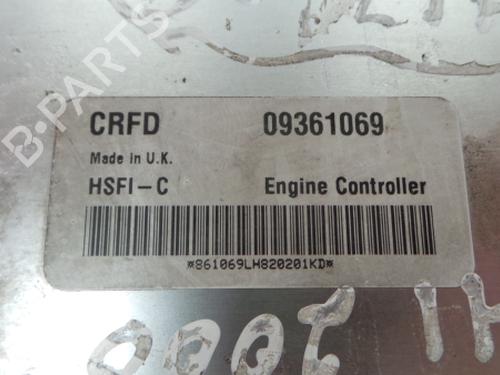 B-PARTS
CRFD 09361069
Made in U.K.
HSFI-C Engine Controller
*861069LH820201KD*